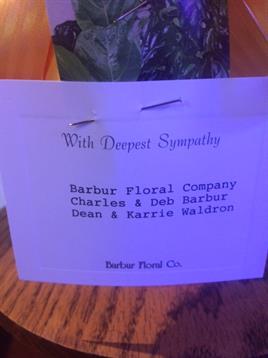 With Deepest Sympathy
Barbur Floral Company
Charles & Deb Barbur
Dean & Karrie Waldron
Barbur Floral Co.